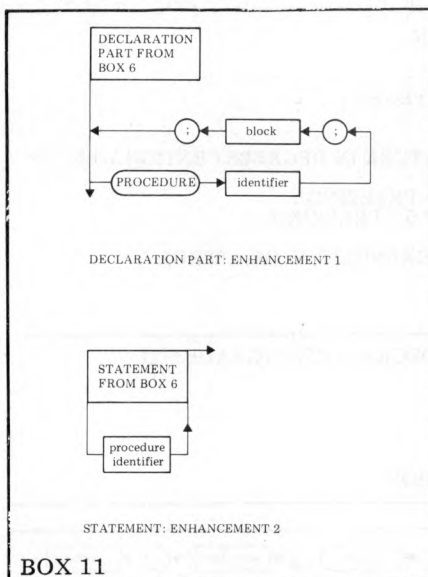 DECLARATION
PART FROM
BOX 6
; block ;
PROCEDURE identifier
DECLARATION PART: ENHANCEMENT 1
STATEMENT
FROM BOX 6
procedure
identifier
STATEMENT: ENHANCEMENT 2
BOX 11